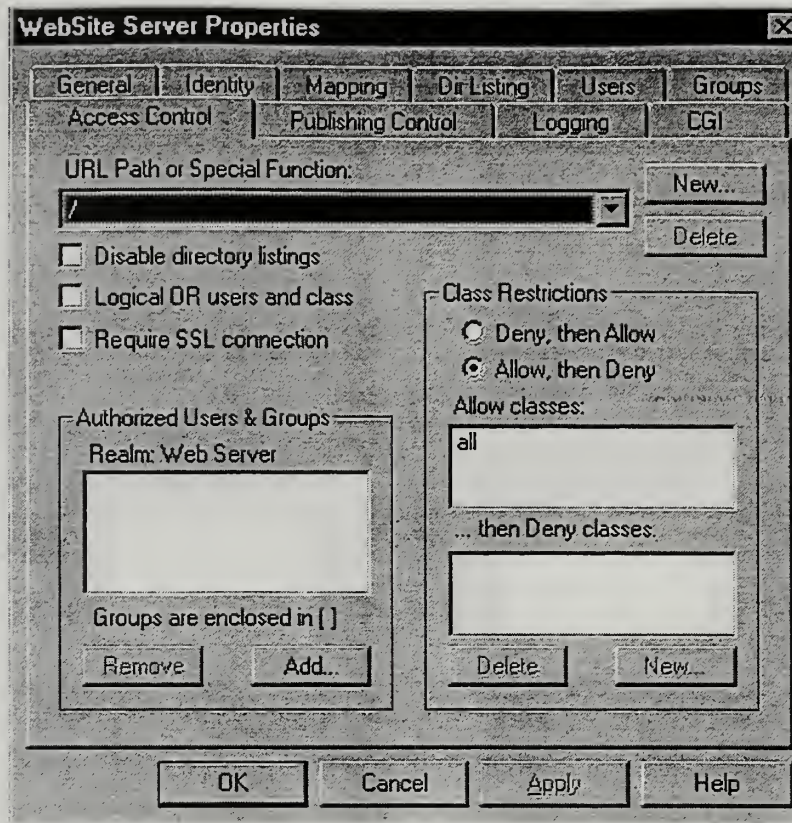 WebSite Server Properties
General Identity Mapping Dir Listing Users Groups
Access Control Publishing Control Logging CGI
URL Path or Special Function:
/
New...
Delete
Disable directory listings
Logical OR users and class
Require SSL connection
Class Restrictions
Deny, then Allow
Allow, then Deny
Allow classes:
all
... then Deny classes:
Delete New...
Authorized Users & Groups
Realm: Web Server
Groups are enclosed in [ ]
Remove Add...
OK Cancel Apply Help